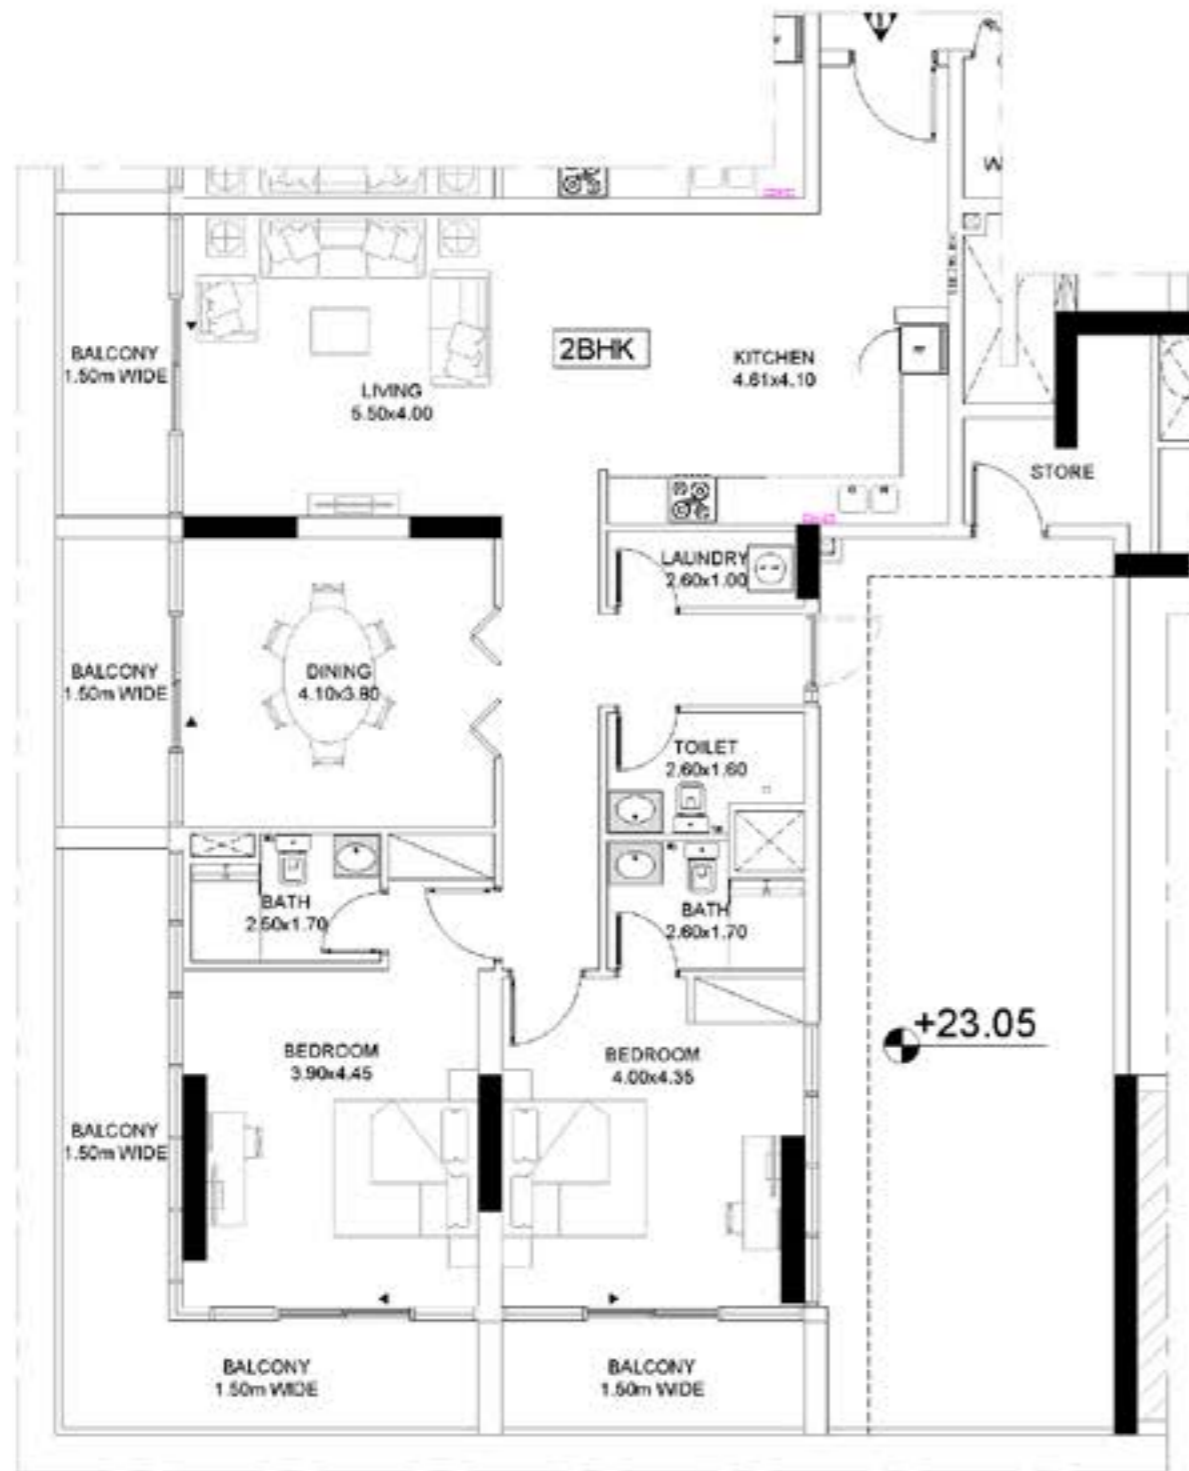 W
BALCONY
1.50m WIDE
LIVING
5.50x4.00
2BHK
KITCHEN
4.61x4.10
STORE
LAUNDRY
2.60x1.00
BALCONY
1.50m WIDE
DINING
4.10x3.80
TOILET
2.60x1.60
BATH
2.50x1.70
BATH
2.60x1.70
+23.05
BEDROOM
3.90x4.45
BEDROOM
4.00x4.35
BALCONY
1.50m WIDE
BALCONY
1.50m WIDE
BALCONY
1.50m WIDE